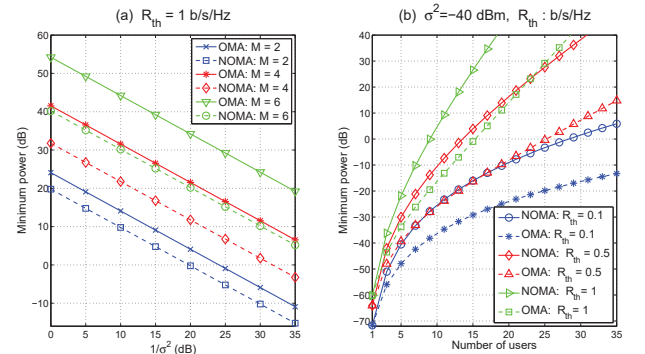 (a) R_th = 1 b/s/Hz
60
50
40
30
20
10
0
−10
Minimum power (dB)
OMA: M = 2
NOMA: M = 2
OMA: M = 4
NOMA: M = 4
OMA: M = 6
NOMA: M = 6
0 5 10 15 20 25 30 35
1/σ² (dB)
(b) σ²=−40 dBm, R_th : b/s/Hz
40
30
20
10
0
−10
−20
−30
−40
−50
−60
−70
Minimum power (dB)
NOMA: R_th = 0.1
OMA: R_th = 0.1
NOMA: R_th = 0.5
OMA: R_th = 0.5
NOMA: R_th = 1
OMA: R_th = 1
1 5 10 15 20 25 30 35
Number of users